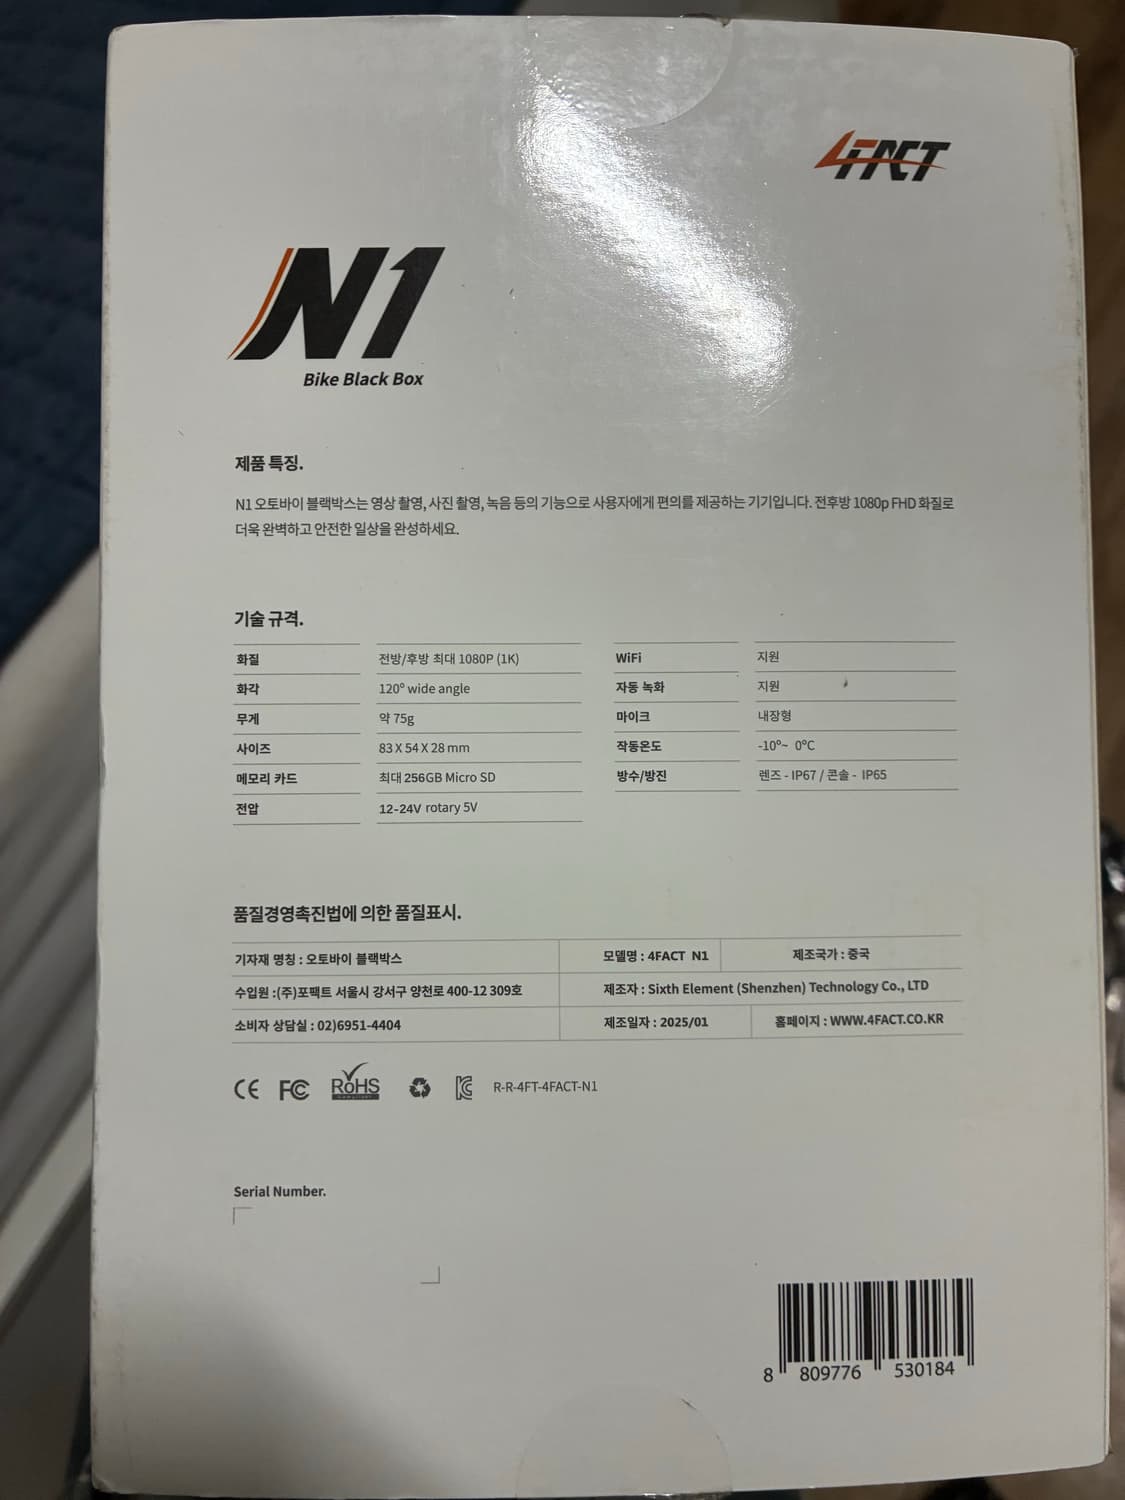 4FACT
N1
Bike Black Box
제품 특징.
N1 오토바이 블랙박스는 영상 촬영, 사진 촬영, 녹음 등의 기능으로 사용자에게 편의를 제공하는 기기입니다. 전후방 1080p FHD 화질로
더욱 완벽하고 안전한 일상을 완성하세요.
기술 규격.
화질 전방/후방 최대 1080P (1K) WiFi 지원
화각 120° wide angle 자동 녹화 지원
무게 약 75g 마이크 내장형
사이즈 83 X 54 X 28 mm 작동온도 -10°~ 0°C
메모리 카드 최대 256GB Micro SD 방수/방진 렌즈 - IP67 / 콘솔 - IP65
전압 12-24V rotary 5V
품질경영촉진법에 의한 품질표시.
기자재 명칭 : 오토바이 블랙박스 모델명 : 4FACT N1 제조국가 : 중국
수입원 :(주)포팩트 서울시 강서구 양천로 400-12 309호 제조자 : Sixth Element (Shenzhen) Technology Co., LTD
소비자 상담실 : 02)6951-4404 제조일자 : 2025/01 홈페이지 : WWW.4FACT.CO.KR
CE FC RoHS KC R-R-4FT-4FACT-N1
Serial Number.
8 809776 530184